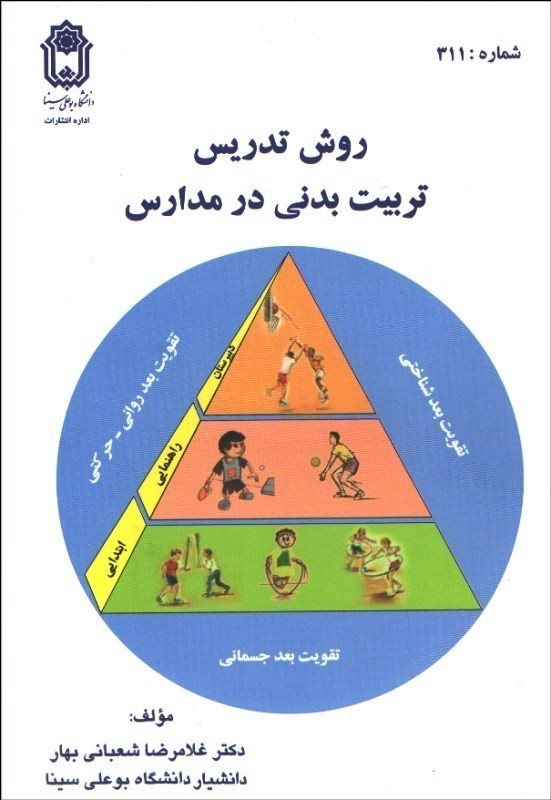 شماره: ۳۱۱
دانشگاه بوعلی سینا
اداره انتشارات
روش تدریس
تربیت بدنی در مدارس
تقویت بعد روانی - حرکتی
تقویت بعد شناختی
دبیرستان
راهنمایی
ابتدایی
تقویت بعد جسمانی
مؤلف:
دکتر غلامرضا شعبانی بهار
دانشیار دانشگاه بوعلی سینا